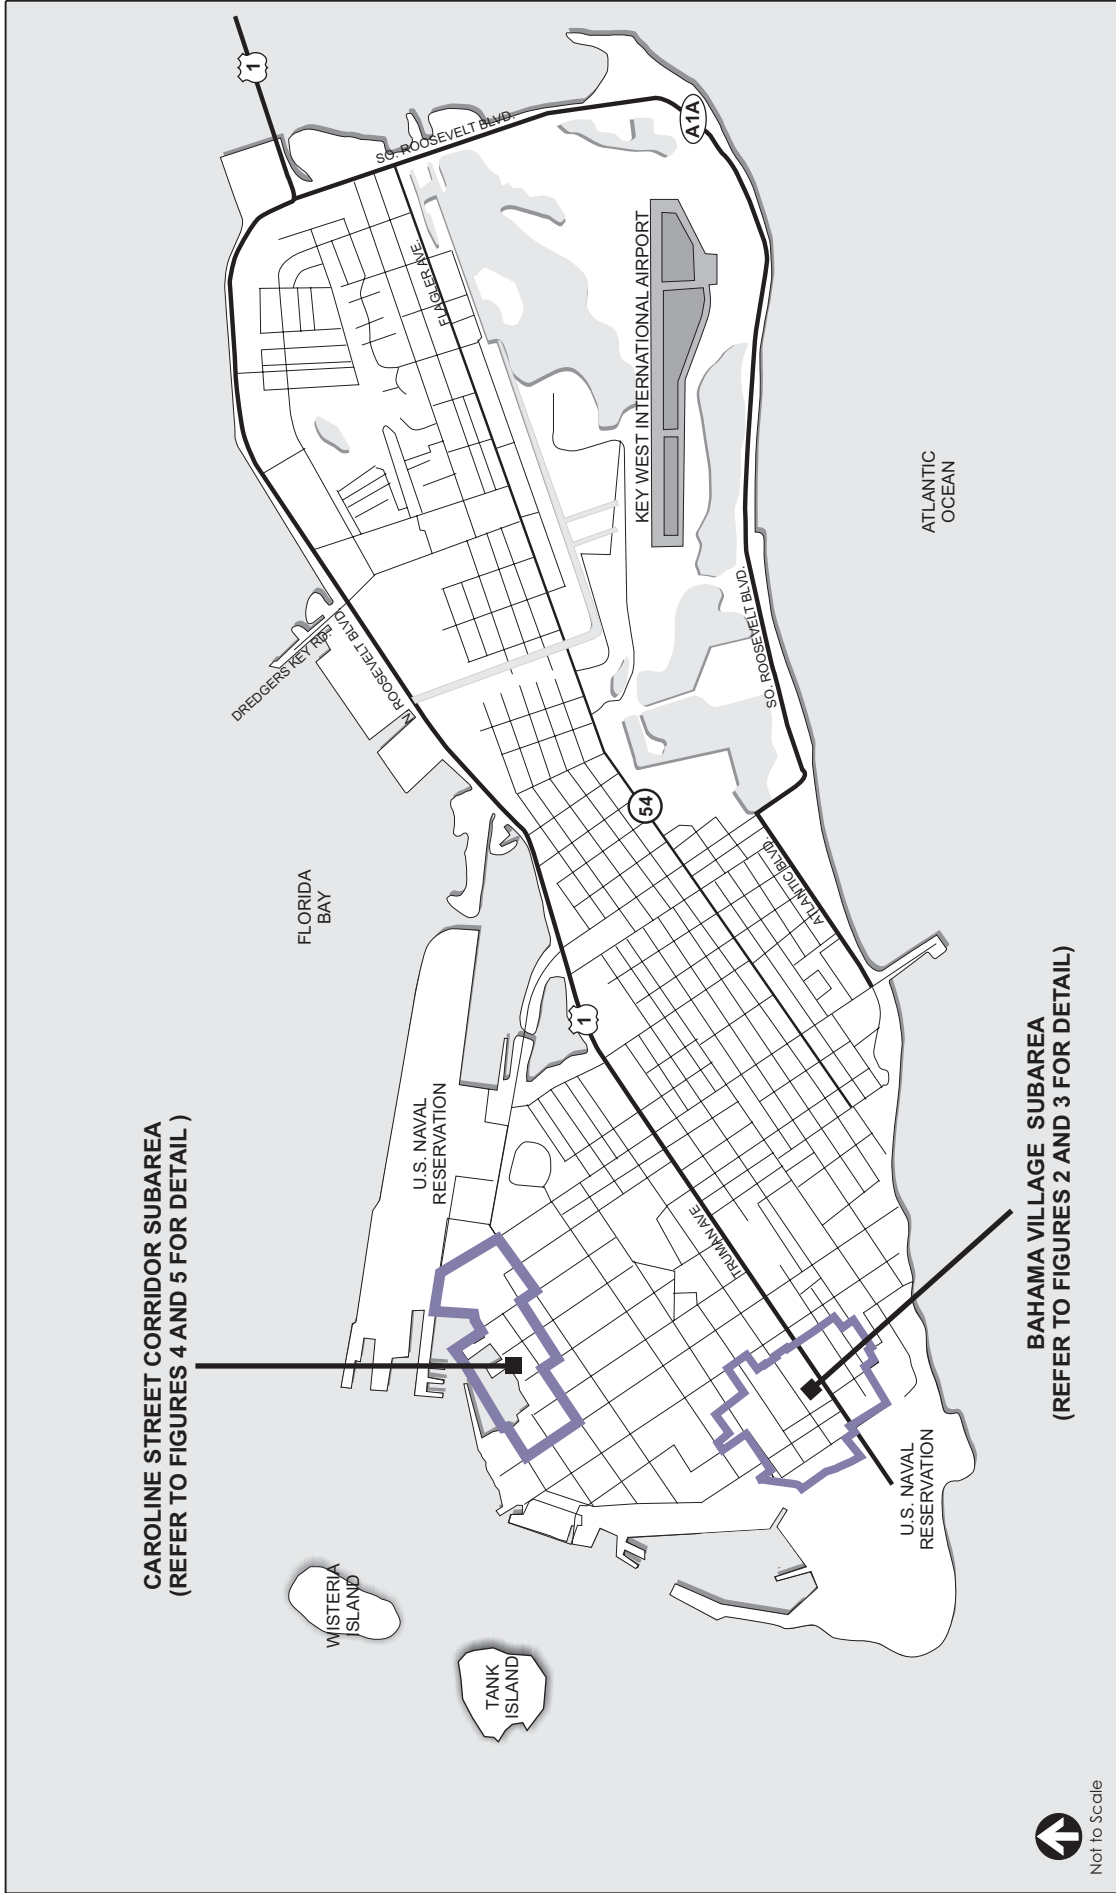 CAROLINE STREET CORRIDOR SUBAREA
(REFER TO FIGURES 4 AND 5 FOR DETAIL )
WISTERIA
ISLAND
TANK
ISLAND
U.S. NAVAL
RESERVATION
FLORIDA
BAY
DREDGERS KEY RD.
N ROOSEVELT BLVD.
1
SO. ROOSEVELT BLVD.
FLAGLER AVE.
A1A
KEY WEST INTERNATIONAL AIRPORT
SO. ROOSEVELT BLVD.
54
ATLANTIC BLVD.
1
TRUMAN AVE
ATLANTIC
OCEAN
U.S. NAVAL
RESERVATION
BAHAMA VILLAGE SUBAREA
(REFER TO FIGURES 2 AND 3 FOR DETAIL)
Not to Scale